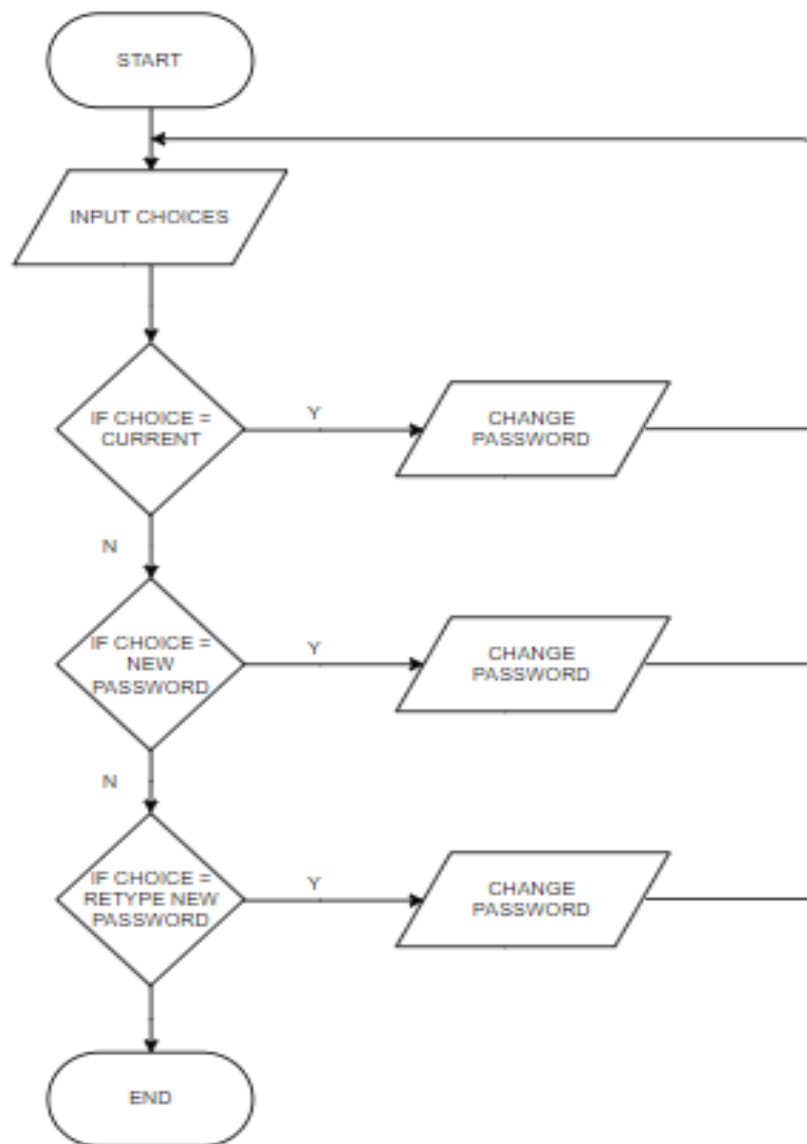 START
INPUT CHOICES
IF CHOICE =
CURRENT
Y
CHANGE
PASSWORD
N
IF CHOICE =
NEW
PASSWORD
Y
CHANGE
PASSWORD
N
IF CHOICE =
RETYPE NEW
PASSWORD
Y
CHANGE
PASSWORD
END